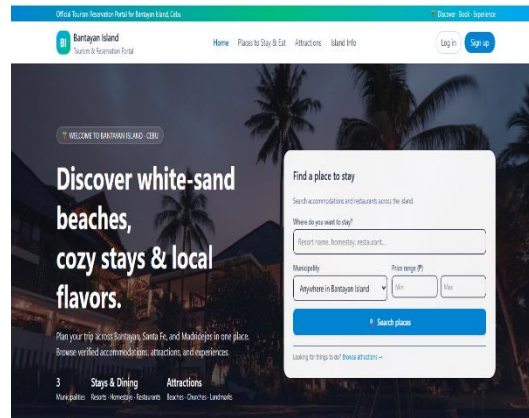 Official Tourism Reservation Portal for Bantayan Island, Cebu
Discover · Book · Experience
BI
Bantayan Island
Tourism & Reservation Portal
Home
Places to Stay & Eat
Attractions
Island Info
Log in
Sign up
WELCOME TO BANTAYAN ISLAND · CEBU
Discover white-sand
beaches,
cozy stays & local
flavors.
Plan your trip across Bantayan, Santa Fe, and Madridejos in one place.
Browse verified accommodations, attractions, and experiences.
3
Municipalities
Stays & Dining
Resorts · Homestays · Restaurants
Attractions
Beaches · Churches · Landmarks
Find a place to stay
Search accommodations and restaurants across the island.
Where do you want to stay?
Resort name, homestay, restaurant...
Municipality
Price range (₱)
Anywhere in Bantayan Island
Min
Max
Search places
Looking for things to do? Browse attractions →